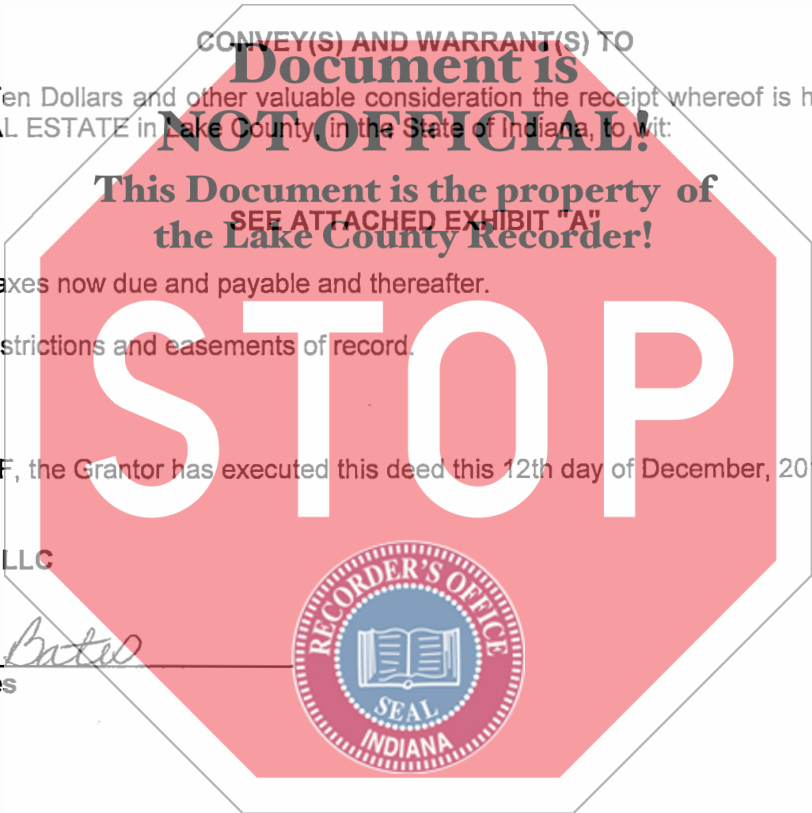 CONVEY(S) AND WARRANT(S) TO
Document is
en Dollars and other valuable consideration the receipt whereof is h
L ESTATE in Lake County, in the State of Indiana, to wit:
NOT OFFICIAL!
This Document is the property of
SEE ATTACHED EXHIBIT "A"
the Lake County Recorder!
axes now due and payable and thereafter.
strictions and easements of record.
STOP
F, the Grantor has executed this deed this 12th day of December, 20
LLC
Bates
s
RECORDER'S OFFICE
SEAL
INDIANA